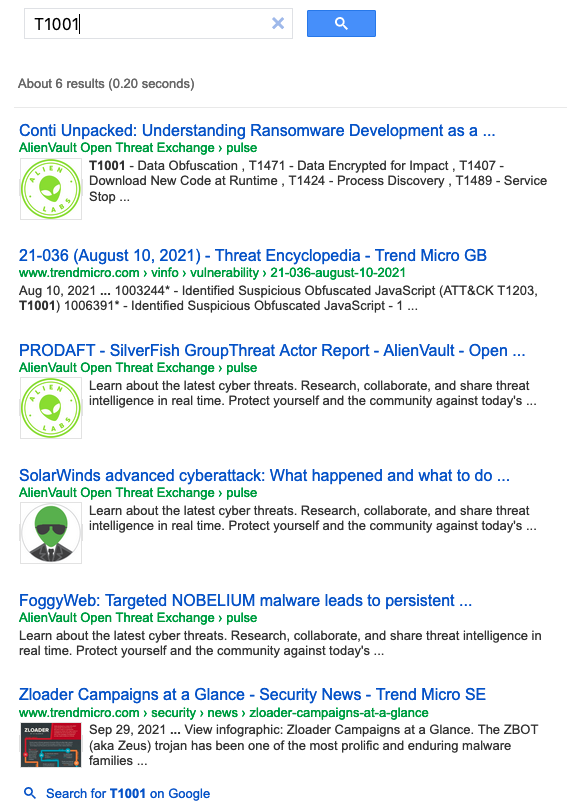 T1001
About 6 results (0.20 seconds)
Conti Unpacked: Understanding Ransomware Development as a ...
AlienVault Open Threat Exchange › pulse
ALIEN
LABS
T1001 - Data Obfuscation , T1471 - Data Encrypted for Impact , T1407 -
Download New Code at Runtime , T1424 - Process Discovery , T1489 - Service
Stop ...
21-036 (August 10, 2021) - Threat Encyclopedia - Trend Micro GB
www.trendmicro.com › vinfo › vulnerability › 21-036-august-10-2021
Aug 10, 2021 ... 1003244* - Identified Suspicious Obfuscated JavaScript (ATT&CK T1203,
T1001) 1006391* - Identified Suspicious Obfuscated JavaScript - 1 ...
PRODAFT - SilverFish GroupThreat Actor Report - AlienVault - Open ...
AlienVault Open Threat Exchange › pulse
ALIEN
LABS
Learn about the latest cyber threats. Research, collaborate, and share threat
intelligence in real time. Protect yourself and the community against today's ...
SolarWinds advanced cyberattack: What happened and what to do ...
AlienVault Open Threat Exchange › pulse
Learn about the latest cyber threats. Research, collaborate, and share threat
intelligence in real time. Protect yourself and the community against today's ...
FoggyWeb: Targeted NOBELIUM malware leads to persistent ...
AlienVault Open Threat Exchange › pulse
Learn about the latest cyber threats. Research, collaborate, and share threat intelligence in
real time. Protect yourself and the community against today's ...
Zloader Campaigns at a Glance - Security News - Trend Micro SE
www.trendmicro.com › security › news › zloader-campaigns-at-a-glance
ZLOADER
Sep 29, 2021 ... View infographic: Zloader Campaigns at a Glance. The ZBOT
(aka Zeus) trojan has been one of the most prolific and enduring malware
families ...
Search for T1001 on Google